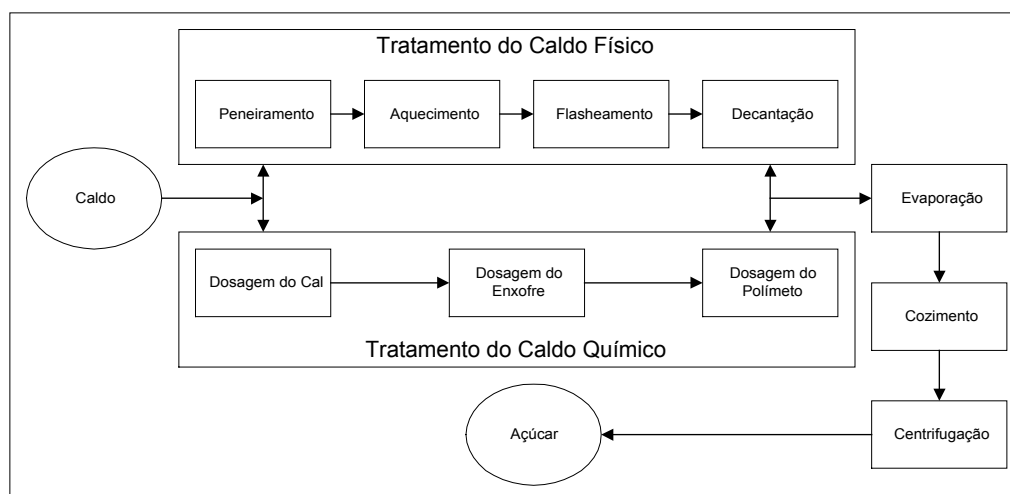 Tratamento do Caldo Físico
Peneiramento
Aquecimento
Flasheamento
Decantação
Caldo
Evaporação
Dosagem do Cal
Dosagem do
Enxofre
Dosagem do
Polímeto
Cozimento
Tratamento do Caldo Químico
Açúcar
Centrifugação